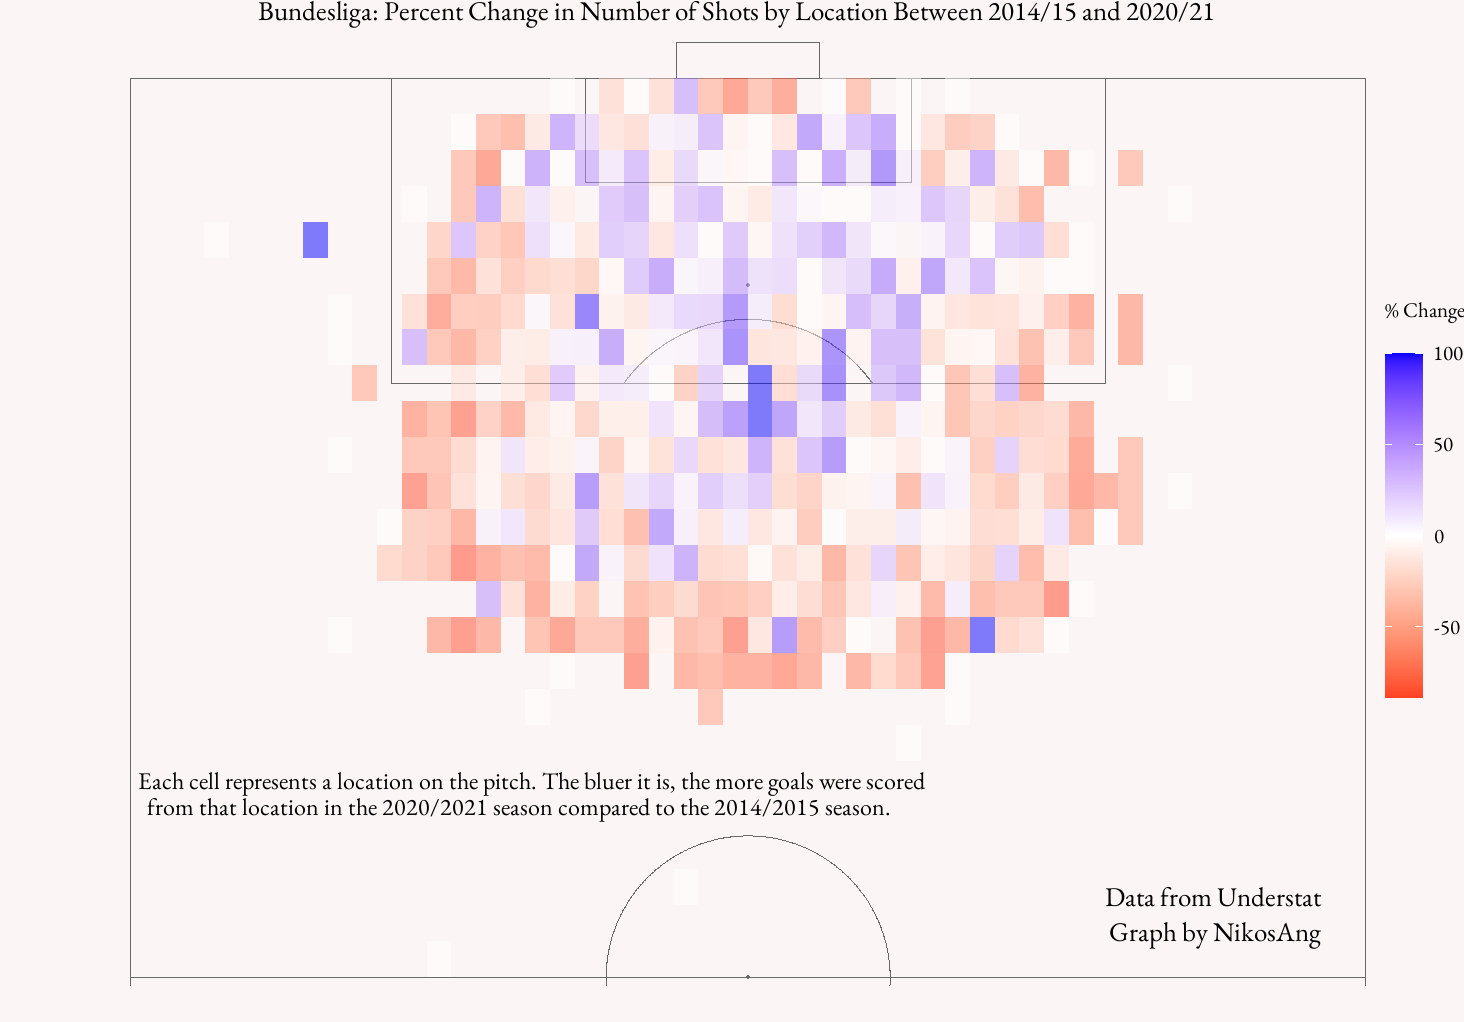 Bundesliga: Percent Change in Number of Shots by Location Between 2014/15 and 2020/21
% Change
100
50
0
-50
Each cell represents a location on the pitch. The bluer it is, the more goals were scored
from that location in the 2020/2021 season compared to the 2014/2015 season.
Data from Understat
Graph by NikosAng